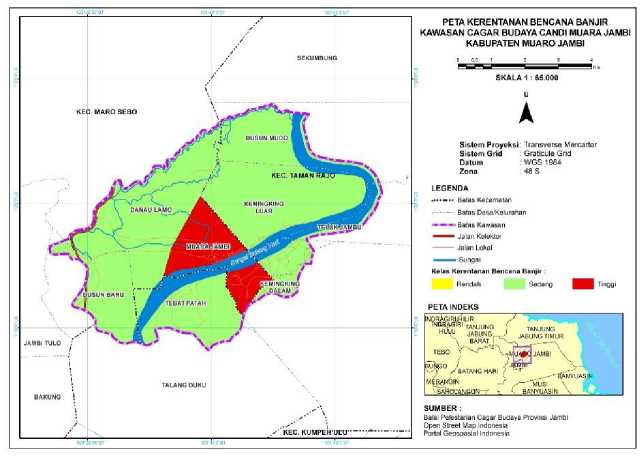 PETA KERENTANAN BENCANA BANJIR
KAWASAN CAGAR BUDAYA CANDI MUARA JAMBI
KABUPATEN MUARO JAMBI
SKALA 1 : 65.000
U
Sistem Proyeksi : Transverse Mercartor
Sistem Grid : Graticule Grid
Datum : WGS 1984
Zona : 48 S
LEGENDA
Batas Kecamatan
Batas Desa/Kelurahan
Batas Kawasan
Jalan Kolektor
Jalan Lokal
Sungai
Kelas Kerentanan Bencana Banjir :
Rendah
Sedang
Tinggi
PETA INDEKS
INDRAGIRI HILIR
INDRAGIRI
HULU
TANJUNG
JABUNG
BARAT
TANJUNG
JABUNG TIMUR
TEBO
MUARO JAMBI
JAMBI
BUNGO
BATANG HARI
BANYUASIN
MERANGIN
MUSI
BANYUASIN
SAROLANGUN
SUMBER :
Balai Pelestarian Cagar Budaya Provinsi Jambi
Open Street Map Indonesia
Portal Geospasial Indonesia
SEKUMBUNG
KEC. MARO SEBO
DUSUN MUDO
KEC. TAMAN RAJO
DANAU LAMO
KEMINGKING
LUAR
TELUK JAMBU
MUARA JAMBI
Sungai Batang Hari
KEMINGKING
DALAM
DUSUN BARU
TEBAT PATAH
JAMBI TULO
TALANG DUKU
BAKUNG
KEC. KUMPEH ULU